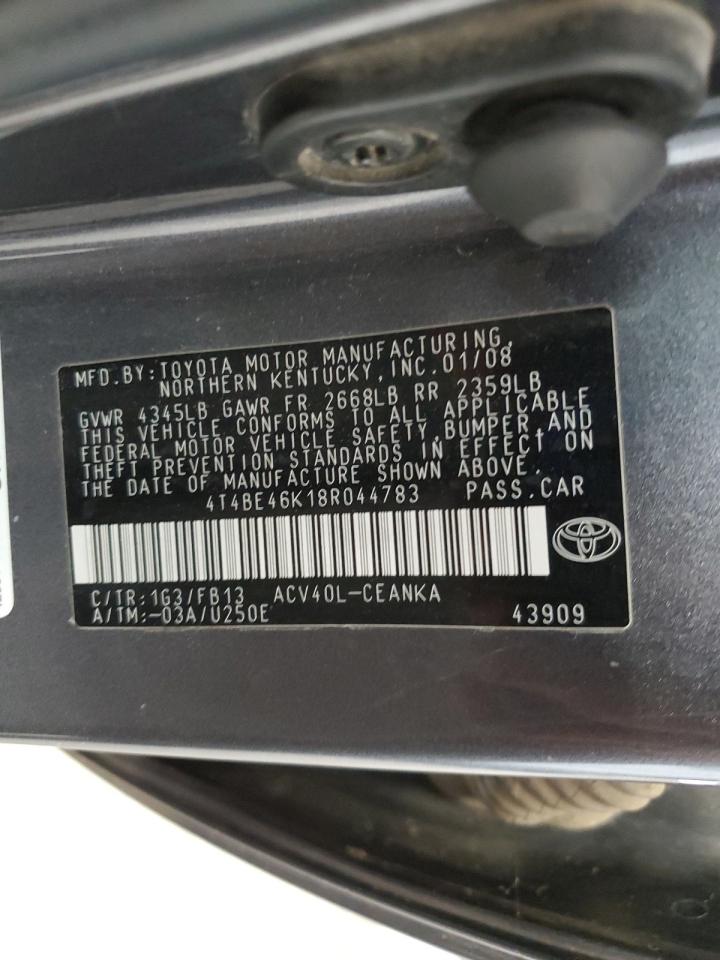 MFD.BY:TOYOTA MOTOR MANUFACTURING,
NORTHERN KENTUCKY,INC.01/08
GVWR 4345LB GAWR FR 2668LB RR 2359LB
THIS VEHICLE CONFORMS TO ALL APPLICABLE
FEDERAL MOTOR VEHICLE SAFETY,BUMPER,AND
THEFT PREVENTION STANDARDS IN EFFECT ON
THE DATE OF MANUFACTURE SHOWN ABOVE.
4T4BE46K18R044783 PASS.CAR
C/TR:1G3/FB13 ACV40L-CEANKA
A/TM:-03A/U250E 43909